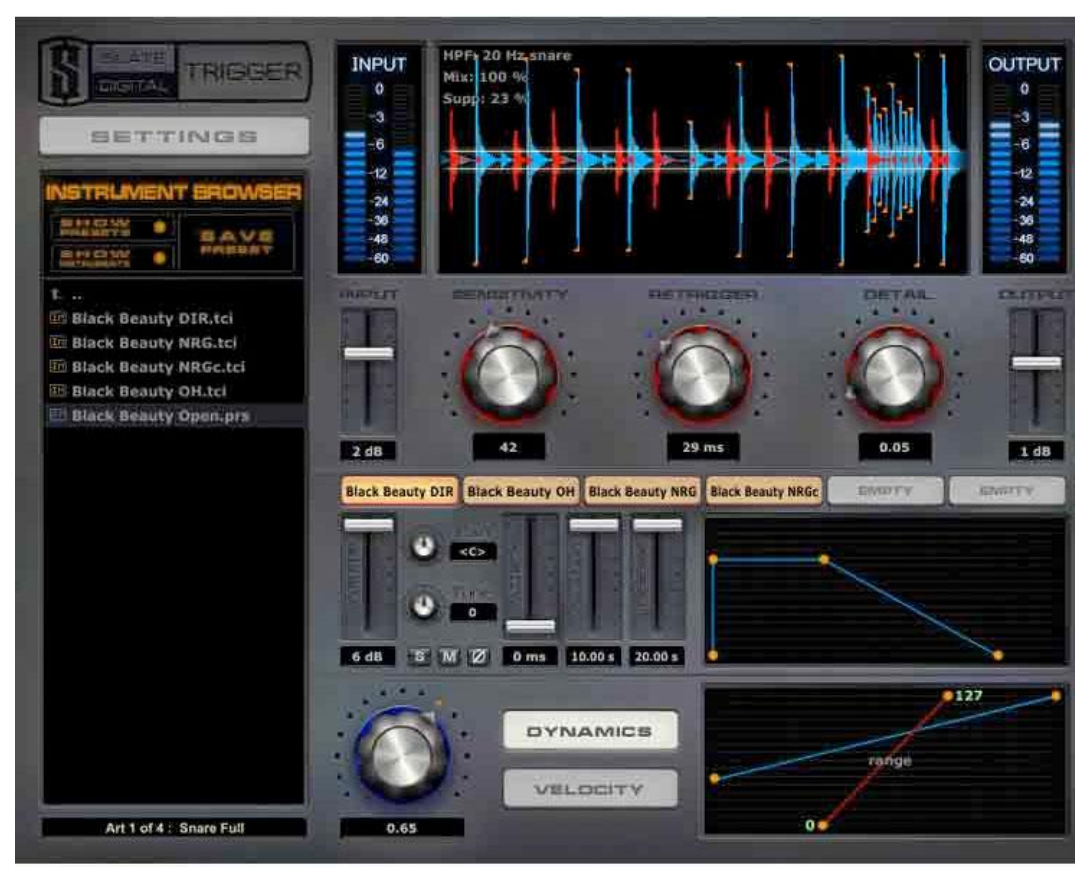 SLATE
DIGITAL
TRIGGER
SETTINGS
INSTRUMENT BROWSER
SHOW
PRESETS
SHOW
INSTRUMENTS
SAVE
PRESET
..
Black Beauty DIR.tci
Black Beauty NRG.tci
Black Beauty NRGc.tci
Black Beauty OH.tci
Black Beauty Open.prs
Art 1 of 4 : Snare Full
INPUT
0
-3
-6
-12
-24
-36
-48
-60
HPF: 20 Hz snare
Mix: 100 %
Supp: 23 %
OUTPUT
0
-3
-6
-12
-24
-36
-48
-60
INPUT
SENSITIVITY
RETRIGGER
DETAIL
OUTPUT
2 dB
42
29 ms
0.05
1 dB
Black Beauty DIR
Black Beauty OH
Black Beauty NRG
Black Beauty NRGc
EMPTY
EMPTY
<C>
TUNE
0
6 dB
S
M
Ø
0 ms
10.00 s
20.00 s
0.65
DYNAMICS
VELOCITY
127
range
0